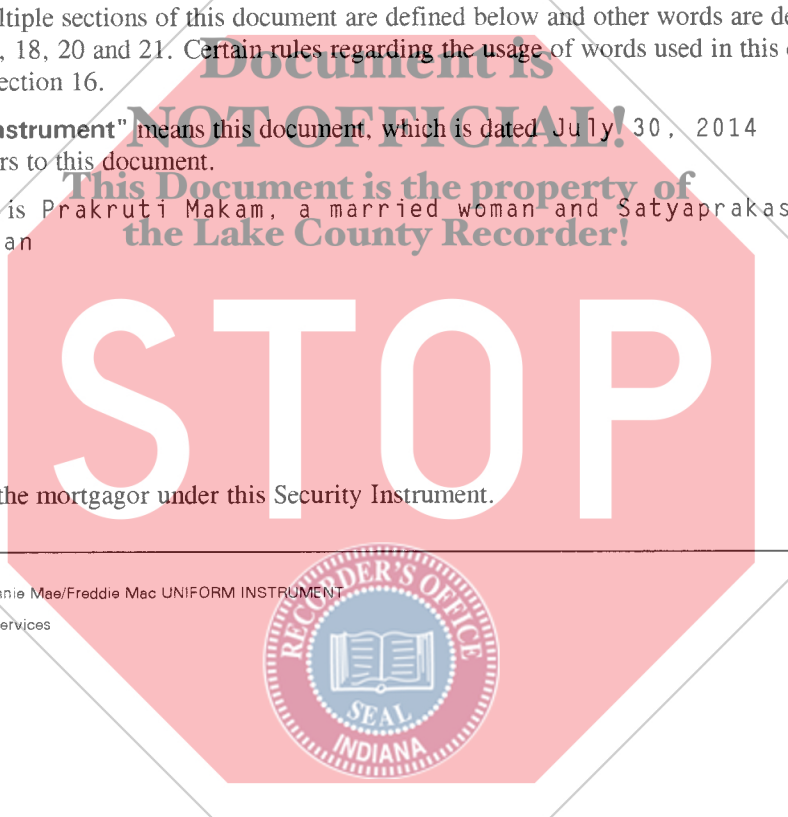 ltiple sections of this document are defined below and other words are de
, 18, 20 and 21. Certain rules regarding the usage of words used in this
ection 16.
Document is
NOT OFFICIAL!
nstrument" means this document, which is dated July 30, 2014
rs to this document.
This Document is the property of
is Prakruti Makam, a married woman and Satyaprakas
an
the Lake County Recorder!
STOP
the mortgagor under this Security Instrument.
nnie Mae/Freddie Mac UNIFORM INSTRUMENT
ervices
RECORDER'S OFFICE
SEAL
INDIANA